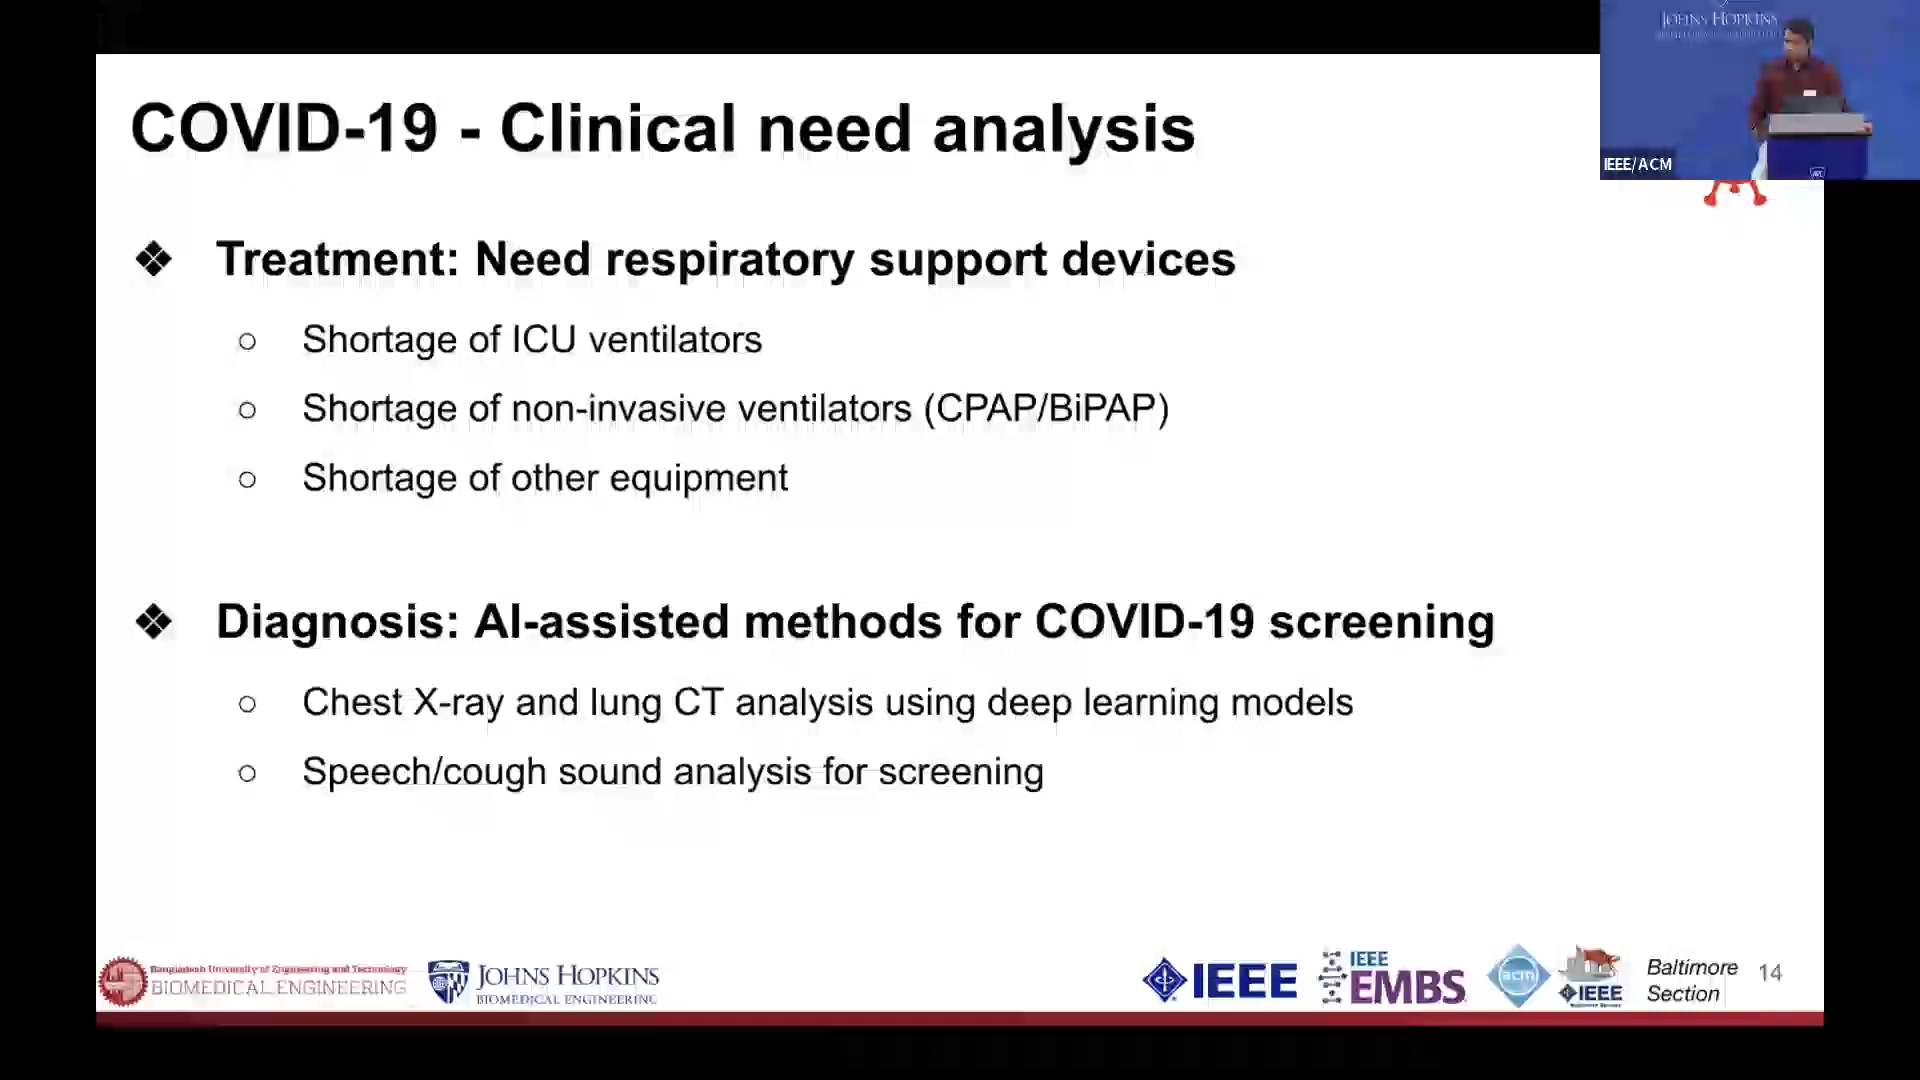 JOHNS HOPKINS
IEEE/ACM
COVID-19 - Clinical need analysis
❖ Treatment: Need respiratory support devices
○ Shortage of ICU ventilators
○ Shortage of non-invasive ventilators (CPAP/BiPAP)
○ Shortage of other equipment
❖ Diagnosis: AI-assisted methods for COVID-19 screening
○ Chest X-ray and lung CT analysis using deep learning models
○ Speech/cough sound analysis for screening
Bangladesh University of Engineering and Technology
BIOMEDICAL ENGINEERING
JOHNS HOPKINS
BIOMEDICAL ENGINEERING
IEEE
IEEE
EMBS
acm
IEEE
Baltimore
Section
14